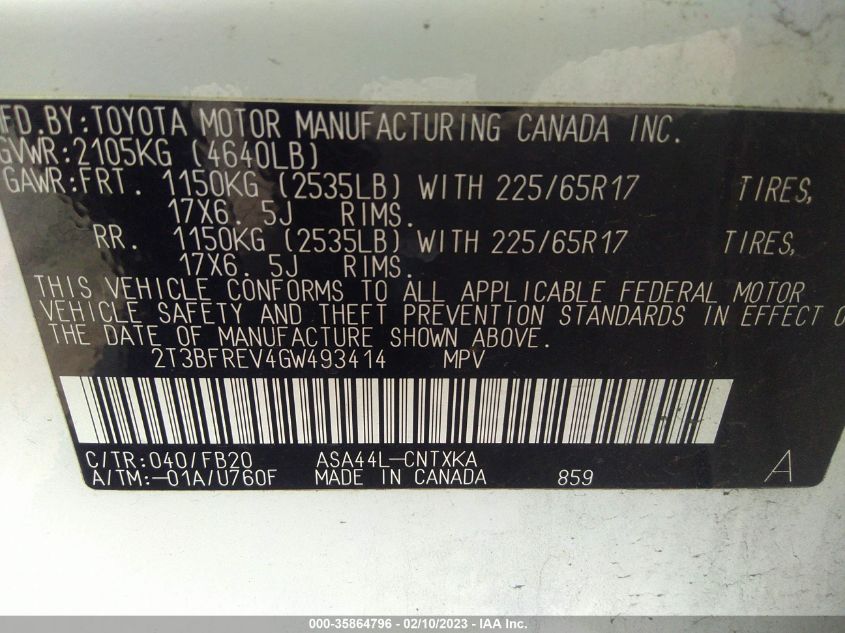 MFD.BY:TOYOTA MOTOR MANUFACTURING CANADA INC.
GVWR:2105KG (4640LB)
GAWR:FRT. 1150KG (2535LB) WITH 225/65R17 TIRES,
17X6. 5J RIMS.
RR. 1150KG (2535LB) WITH 225/65R17 TIRES,
17X6. 5J RIMS.
THIS VEHICLE CONFORMS TO ALL APPLICABLE FEDERAL MOTOR
VEHICLE SAFETY AND THEFT PREVENTION STANDARDS IN EFFECT O
THE DATE OF MANUFACTURE SHOWN ABOVE.
2T3BFREV4GW493414 MPV
C/TR:040/FB20 ASA44L-CNTXKA
A/TM:-01A/U760F MADE IN CANADA 859 A
000-35864796 - 02/10/2023 - IAA Inc.